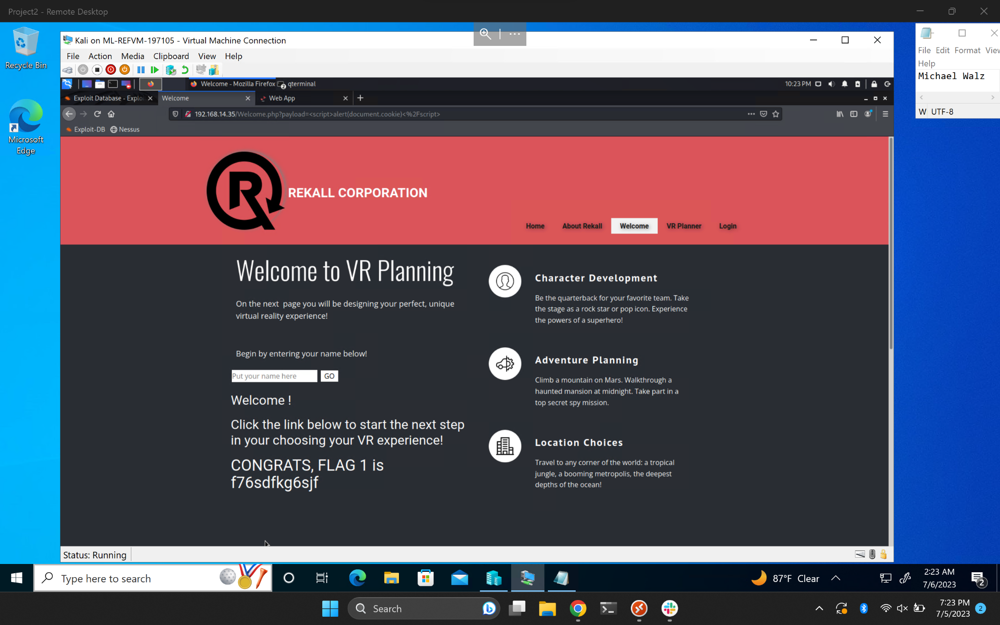 Project2 - Remote Desktop
Recycle Bin
Microsoft
Edge
Kali on ML-REFVM-197105 - Virtual Machine Connection
File Action Media Clipboard View Help
Welcome - Mozilla Firefox
2
qterminal
10:23 PM
Exploit Database - Explo
Welcome
Web App
192.168.14.35/Welcome.php?payload=<script>alert(document.cookie)<%2Fscript>
Exploit-DB
Nessus
R
REKALL CORPORATION
Home
About Rekall
Welcome
VR Planner
Login
Welcome to VR Planning
On the next page you will be designing your perfect, unique
virtual reality experience!
Begin by entering your name below!
Put your name here
GO
Welcome !
Click the link below to start the next step
in your choosing your VR experience!
CONGRATS, FLAG 1 is
f76sdfkg6sjf
Character Development
Be the quarterback for your favorite team. Take
the stage as a rock star or pop icon. Experience
the powers of a superhero!
Adventure Planning
Climb a mountain on Mars. Walkthrough a
haunted mansion at midnight. Take part in a
top secret spy mission.
Location Choices
Travel to any corner of the world: a tropical
jungle, a booming metropolis, the deepest
depths of the ocean!
Status: Running
File Edit Format View
Help
Michael Walz
W UTF-8
Type here to search
87°F Clear
2:23 AM
7/6/2023
2
Search
7:23 PM
7/5/2023
2